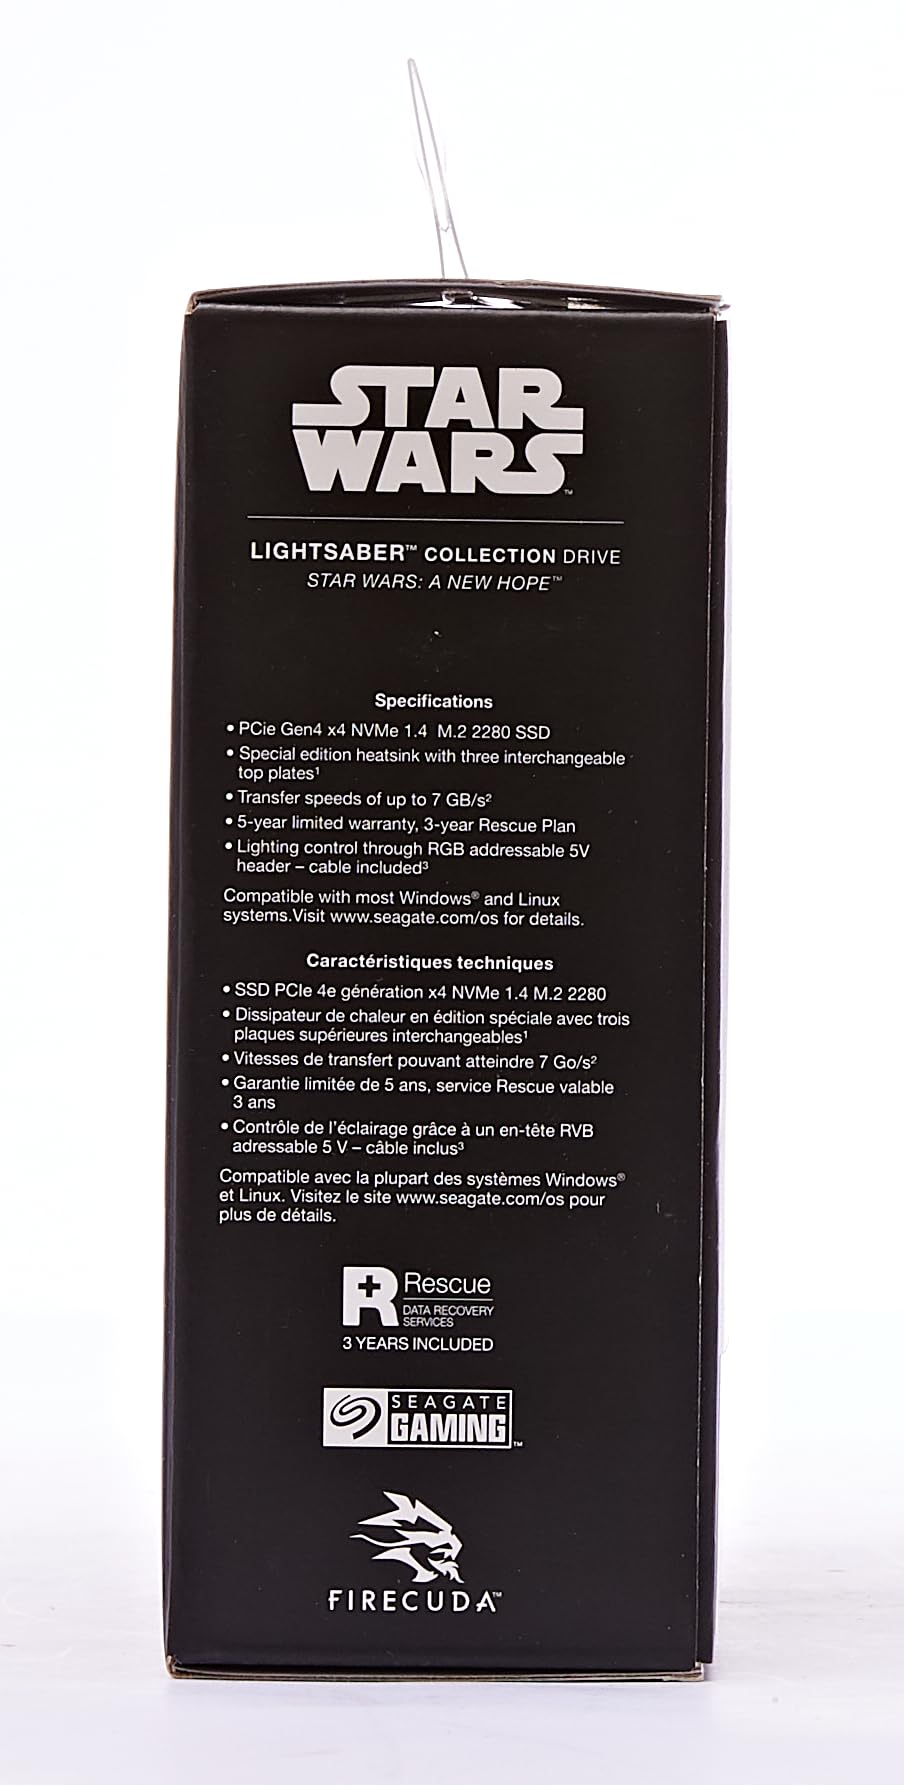 STAR
WARS™
LIGHTSABER™ COLLECTION DRIVE
STAR WARS: A NEW HOPE™
Specifications
• PCie Gen4 x4 NVMe 1.4 M.2 2280 SSD
• Special edition heatsink with three interchangeable
top plates¹
• Transfer speeds of up to 7 GB/s²
• 5-year limited warranty, 3-year Rescue Plan
• Lighting control through RGB addressable 5V
header – cable included³
Compatible with most Windows® and Linux
systems.Visit www.seagate.com/os for details.
Caractéristiques techniques
• SSD PCIe 4e génération x4 NVMe 1.4 M.2 2280
• Dissipateur de chaleur en édition spéciale avec trois
plaques supérieures interchangeables¹
• Vitesses de transfert pouvant atteindre 7 Go/s²
• Garantie limitée de 5 ans, service Rescue valable
3 ans
• Contrôle de l'éclairage grâce à un en-tête RVB
adressable 5 V – câble inclus³
Compatible avec la plupart des systèmes Windows®
et Linux. Visitez le site www.seagate.com/os pour
plus de détails.
R Rescue
DATA RECOVERY
SERVICES
3 YEARS INCLUDED
SEAGATE
GAMING™
FIRECUDA™